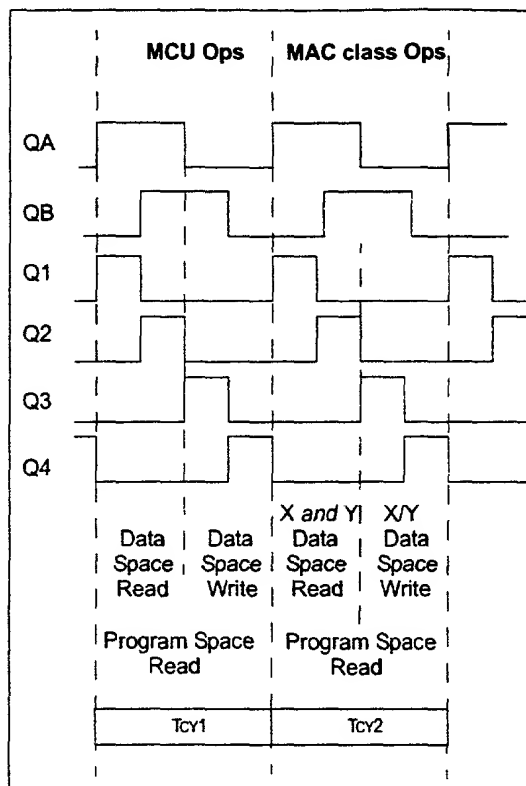 MCU Ops MAC class Ops
QA
QB
Q1
Q2
Q3
Q4
X and Y X/Y
Data Data Data Data
Space Space Space Space
Read Write Read Write
Program Space Program Space
Read Read
TCY1 TCY2